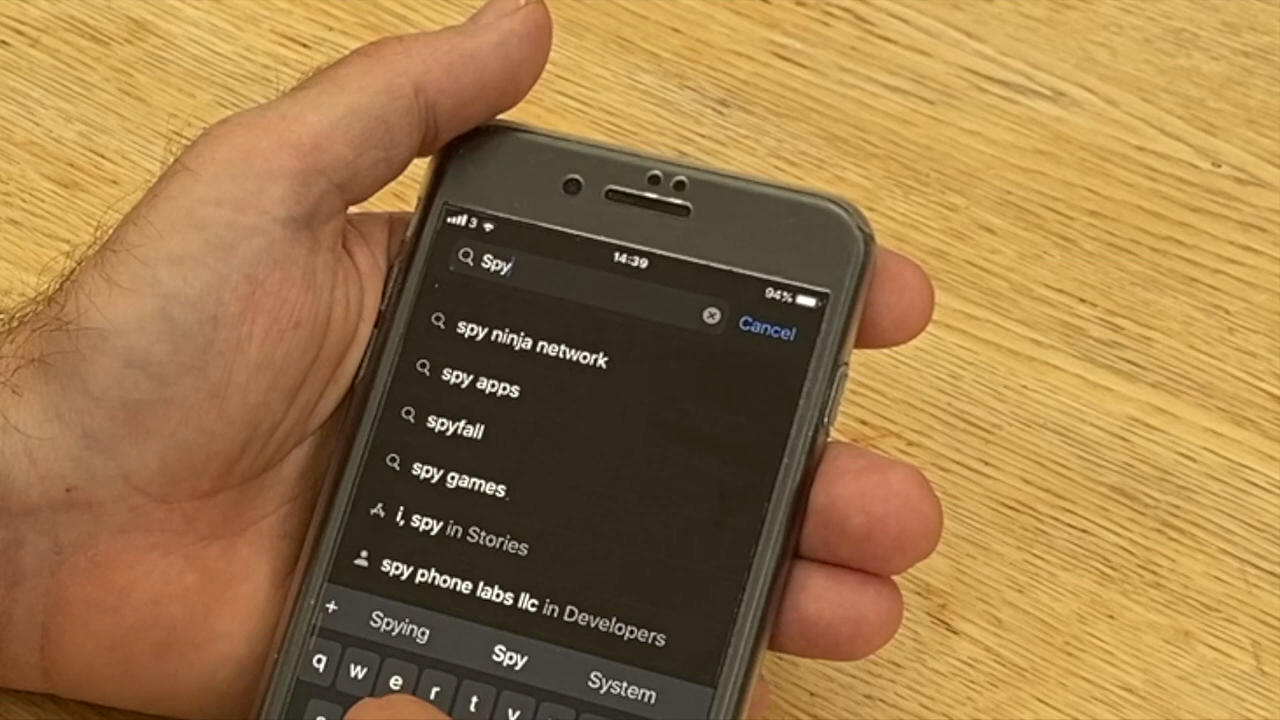 3
14:39
94%
Spy
Cancel
spy ninja network
spy apps
spyfall
spy games
i, spy in Stories
spy phone labs llc in Developers
+ Spying Spy System
q w e r t y